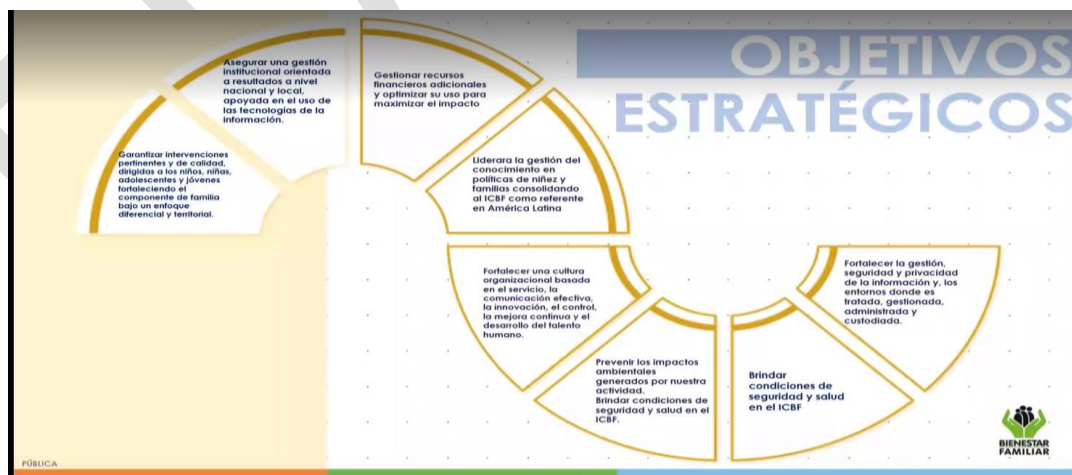 OBJETIVOS
ESTRATÉGICOS
Garantizar intervenciones
pertinentes y de calidad,
dirigidas a los niños, niñas,
adolescentes y jóvenes
fortaleciendo el
componente de familia
bajo un enfoque
diferencial y territorial.
Asegurar una gestión
institucional orientada
a resultados a nivel
nacional y local,
apoyada en el uso de
las tecnologías de la
información.
Gestionar recursos
financieros adicionales
y optimizar su uso para
maximizar el impacto
Liderara la gestión del
conocimiento en
políticas de niñez y
familias consolidando
al ICBF como referente
en América Latina
Fortalecer una cultura
organizacional basada
en el servicio, la
comunicación efectiva,
la innovación, el control,
la mejora continua y el
desarrollo del talento
humano.
Prevenir los impactos
ambientales
generados por nuestra
actividad.
Brindar condiciones de
seguridad y salud en el
ICBF.
Brindar
condiciones de
seguridad y salud
en el ICBF
Fortalecer la gestión,
seguridad y privacidad
de la información y, los
entornos donde es
tratada, gestionada,
administrada y
custodiada.
BIENESTAR
FAMILIAR
PÚBLICA